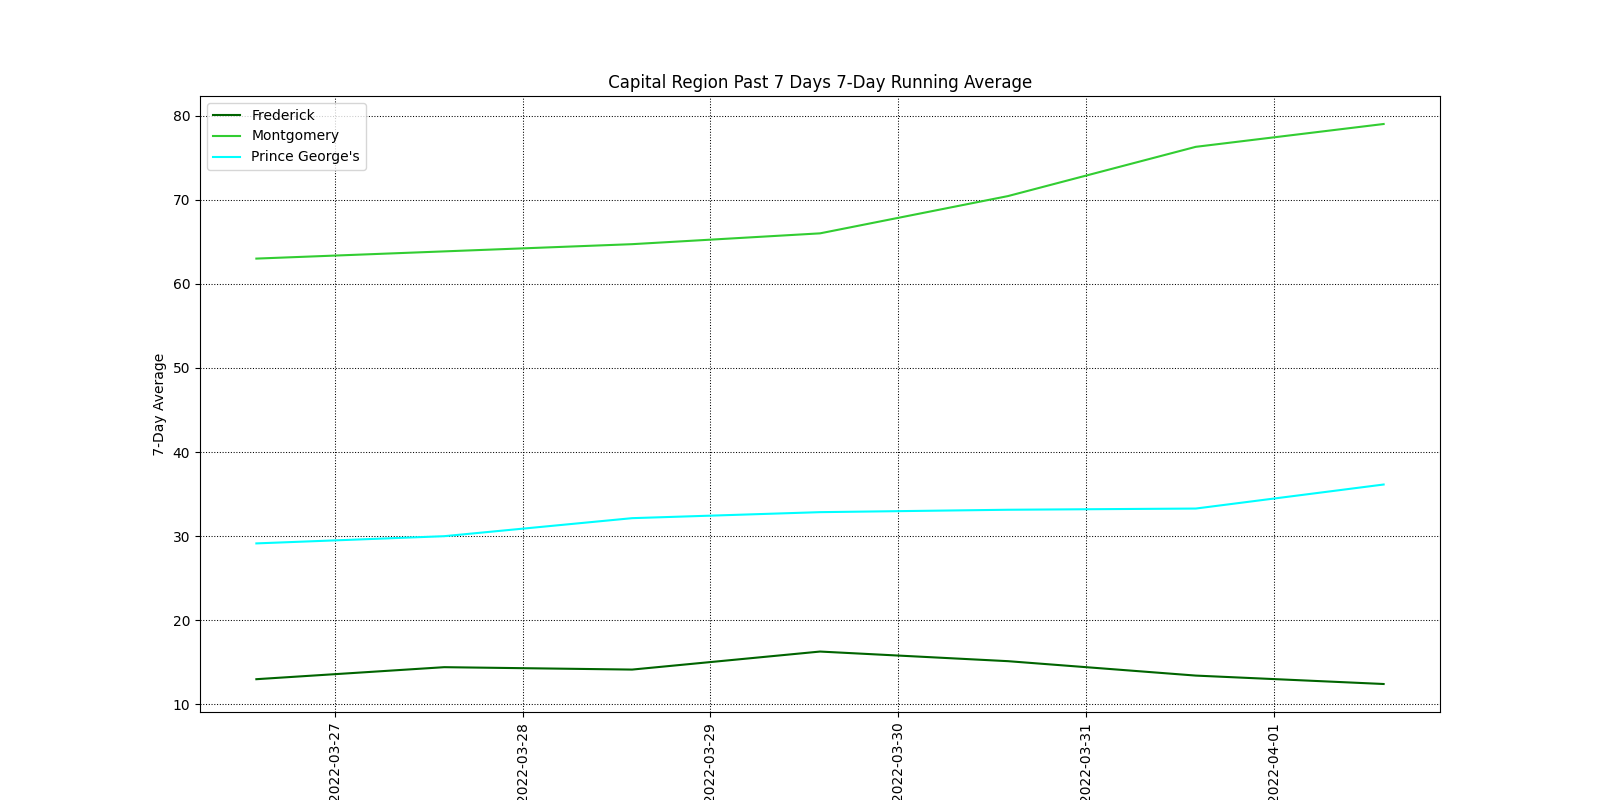 Capital Region Past 7 Days 7-Day Running Average
Frederick
Montgomery
Prince George's
80
70
60
50
40
30
20
10
7-Day Average
2022-03-27
2022-03-28
2022-03-29
2022-03-30
2022-03-31
2022-04-01